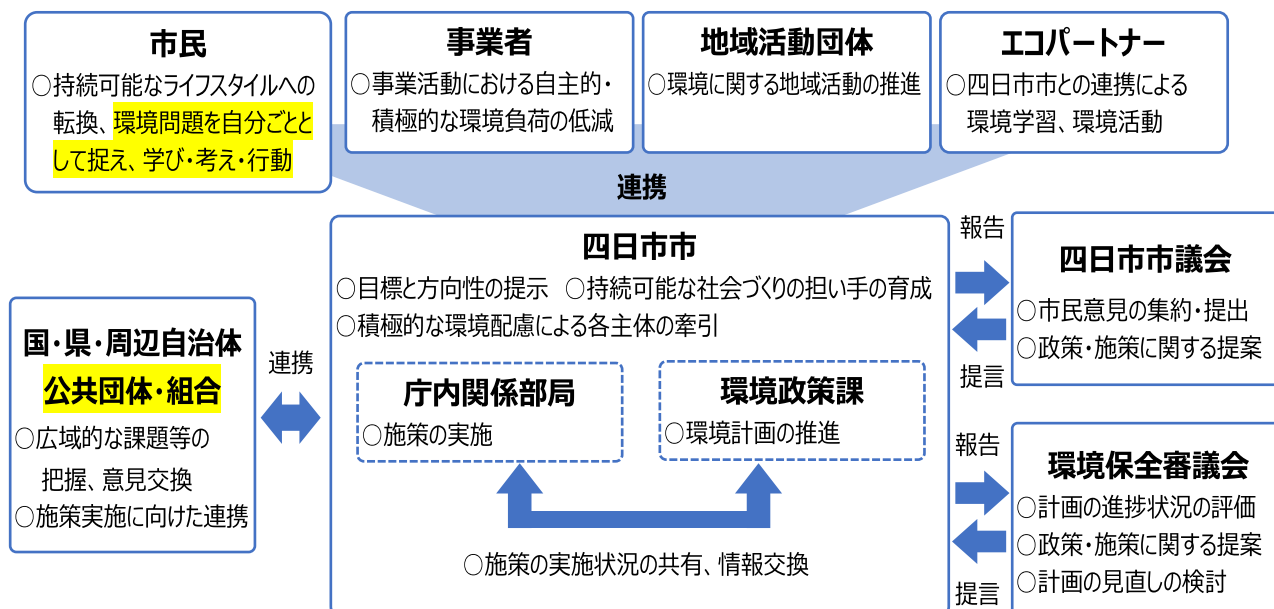 市民
○持続可能なライフスタイルへの
転換、環境問題を自分ごとと
して捉え、学び・考え・行動
事業者
○事業活動における自主的・
積極的な環境負荷の低減
地域活動団体
○環境に関する地域活動の推進
エコパートナー
○四日市市との連携による
環境学習、環境活動
連携
四日市市
○目標と方向性の提示 ○持続可能な社会づくりの担い手の育成
○積極的な環境配慮による各主体の牽引
庁内関係部局
○施策の実施
環境政策課
○環境計画の推進
○施策の実施状況の共有、情報交換
国・県・周辺自治体
公共団体・組合
○広域的な課題等の
把握、意見交換
○施策実施に向けた連携
連携
報告
提言
四日市市議会
○市民意見の集約・提出
○政策・施策に関する提案
報告
提言
環境保全審議会
○計画の進捗状況の評価
○政策・施策に関する提案
○計画の見直しの検討